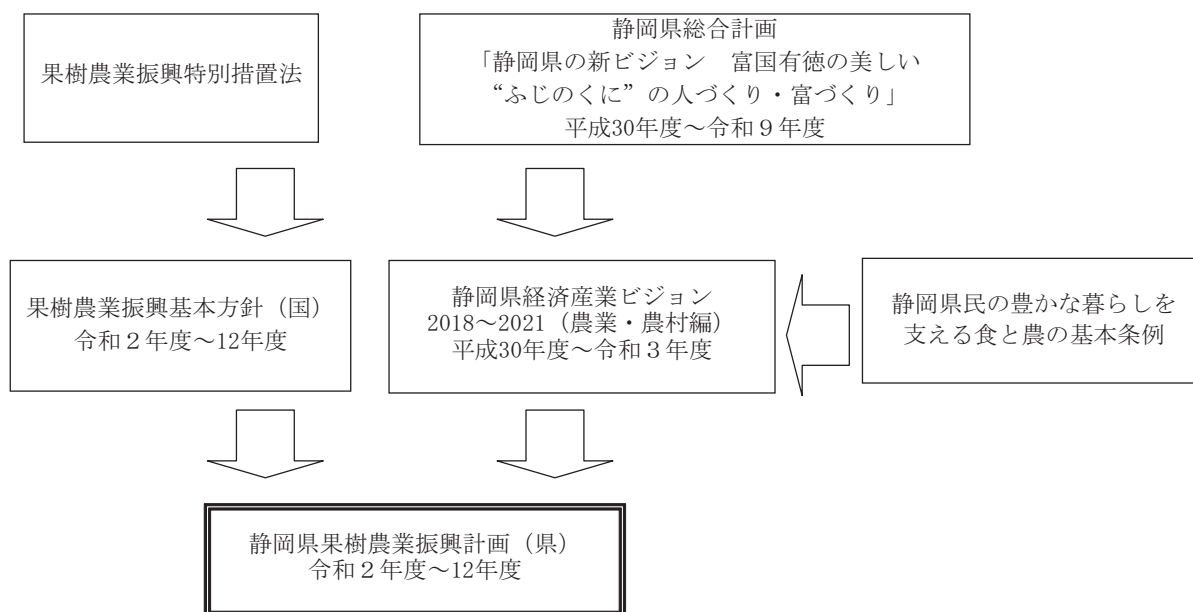 果樹農業振興特別措置法
静岡県総合計画
「静岡県の新ビジョン　富国有徳の美しい
“ふじのくに”の人づくり・富づくり」
平成30年度～令和９年度
果樹農業振興基本方針（国）
令和２年度～12年度
静岡県経済産業ビジョン
2018～2021（農業・農村編）
平成30年度～令和３年度
静岡県民の豊かな暮らしを
支える食と農の基本条例
静岡県果樹農業振興計画（県）
令和２年度～12年度